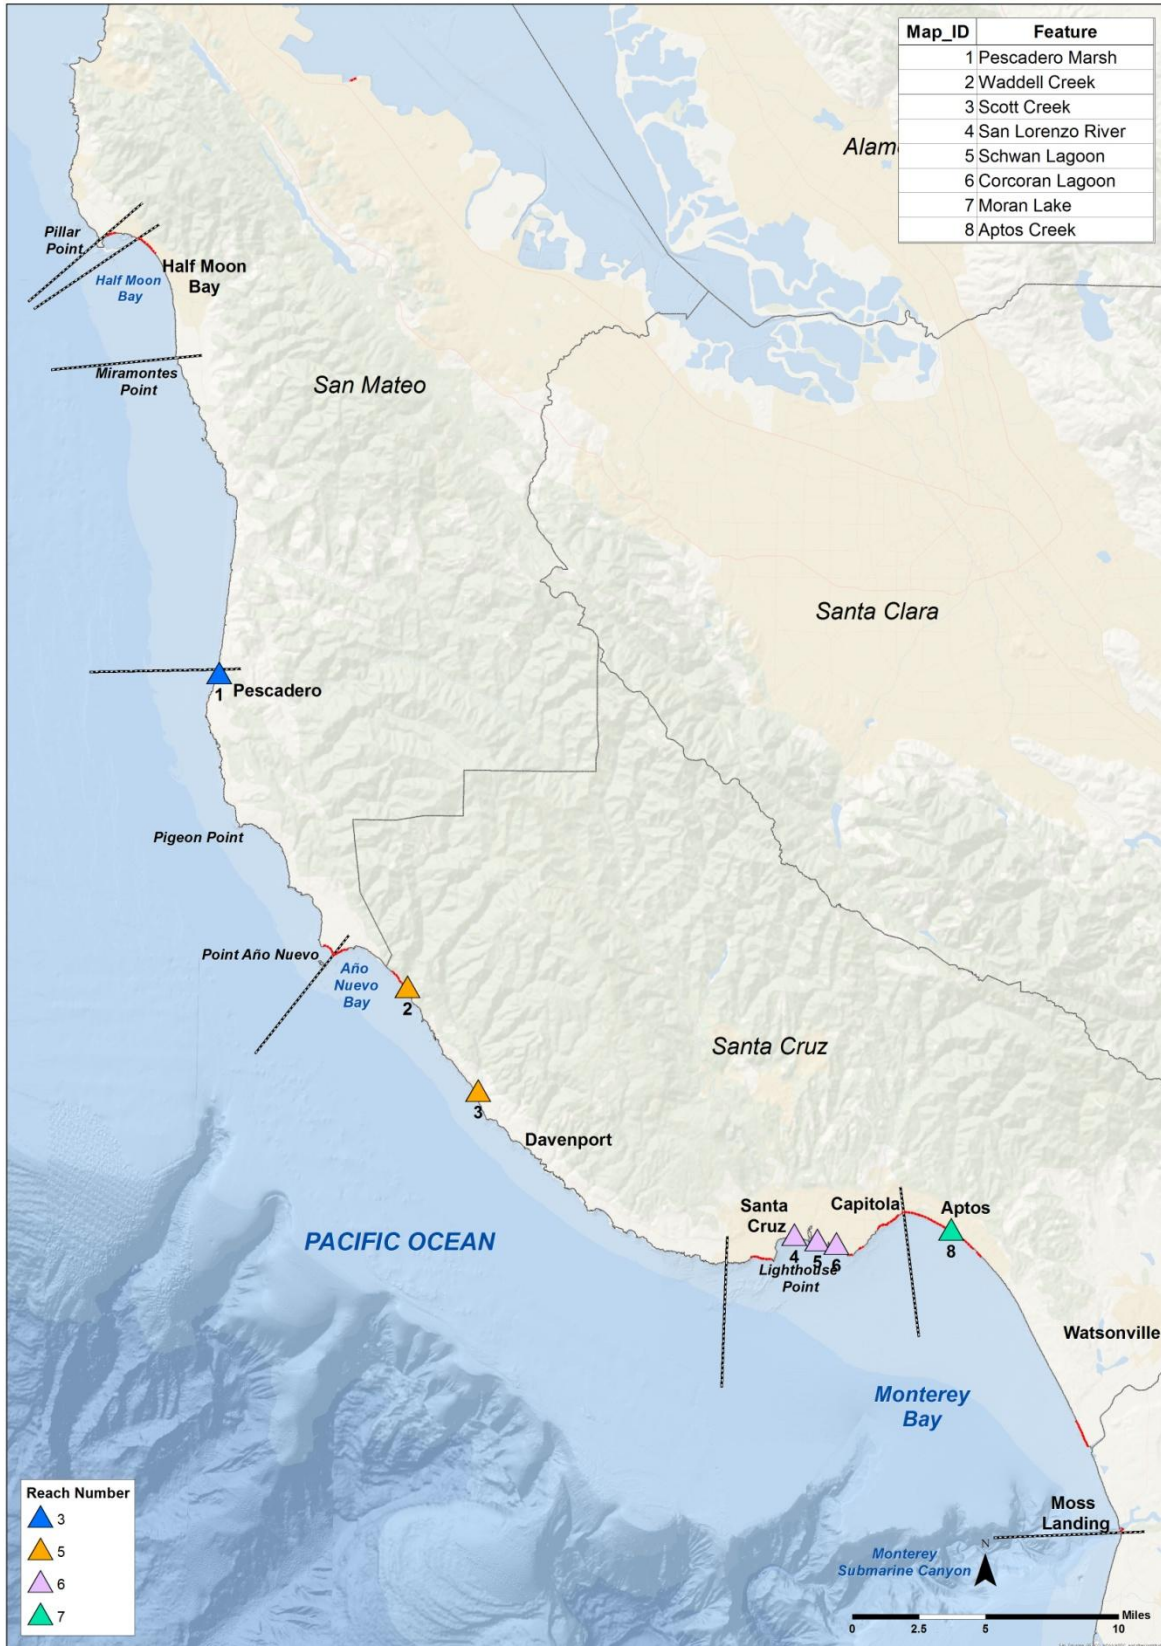 Map_ID Feature
1 Pescadero Marsh
2 Waddell Creek
3 Scott Creek
4 San Lorenzo River
5 Schwan Lagoon
6 Corcoran Lagoon
7 Moran Lake
8 Aptos Creek
Alam
Pillar
Point
Half Moon
Bay
Half Moon
Bay
Miramontes
Point
San Mateo
Santa Clara
1
Pescadero
Pigeon Point
Point Año Nuevo
Año
Nuevo
Bay
2
Santa Cruz
3
Davenport
Santa
Cruz
Capitola
Aptos
4
5
6
8
Lighthouse
Point
PACIFIC OCEAN
Watsonville
Monterey
Bay
Moss
Landing
Monterey
Submarine Canyon
N
Reach Number
3
5
6
7
Miles
0 2.5 5 10